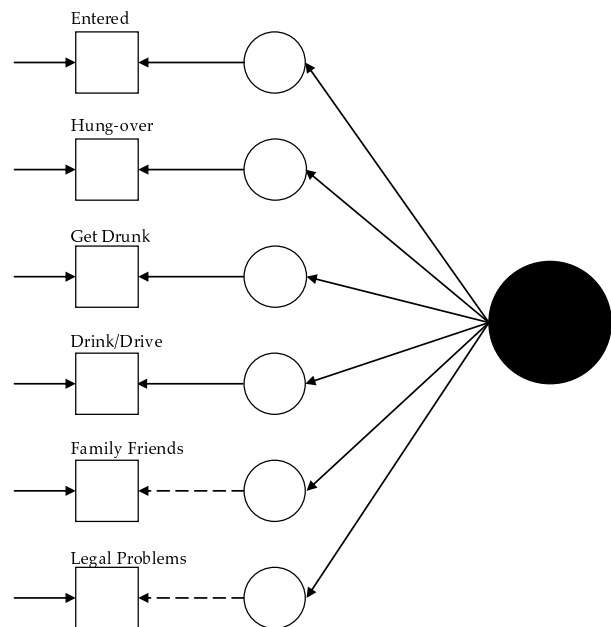 Entered
Hung-over
Get Drunk
Drink/Drive
Family Friends
Legal Problems